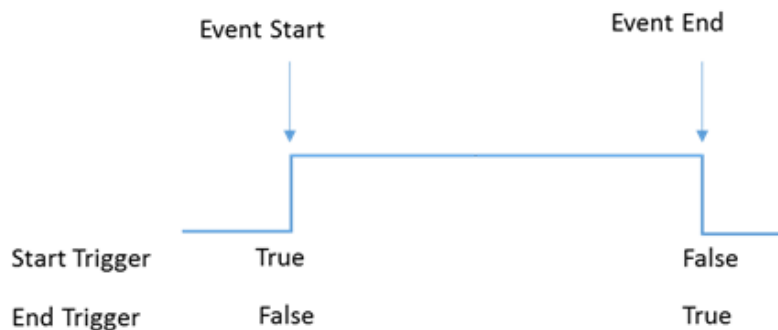 Event Start
Event End
Start Trigger True False
End Trigger False True